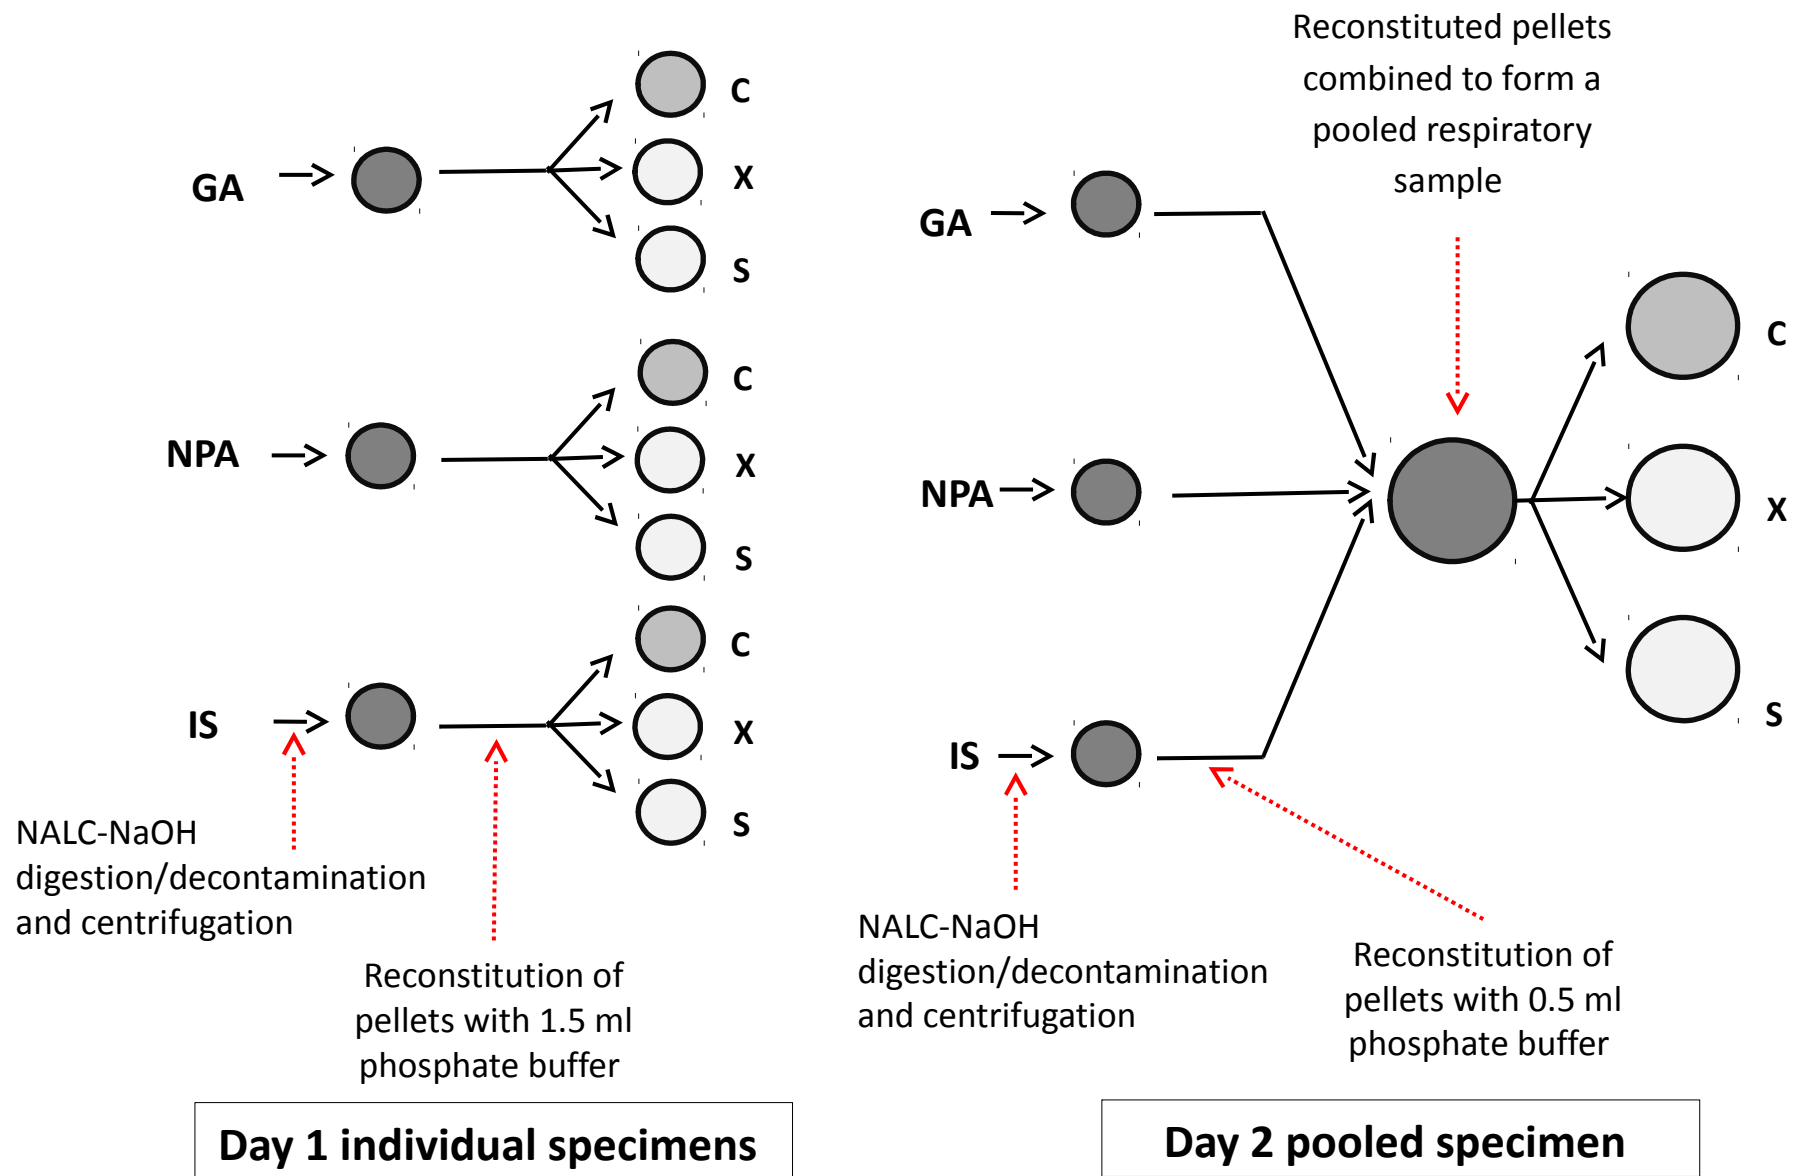 GA
C
X
S
NPA
C
X
S
IS
C
X
S
NALC-NaOH
digestion/decontamination
and centrifugation
Reconstitution of
pellets with 1.5 ml
phosphate buffer
Day 1 individual specimens
Reconstituted pellets
combined to form a
pooled respiratory
sample
GA
NPA
IS
C
X
S
NALC-NaOH
digestion/decontamination
and centrifugation
Reconstitution of
pellets with 0.5 ml
phosphate buffer
Day 2 pooled specimen